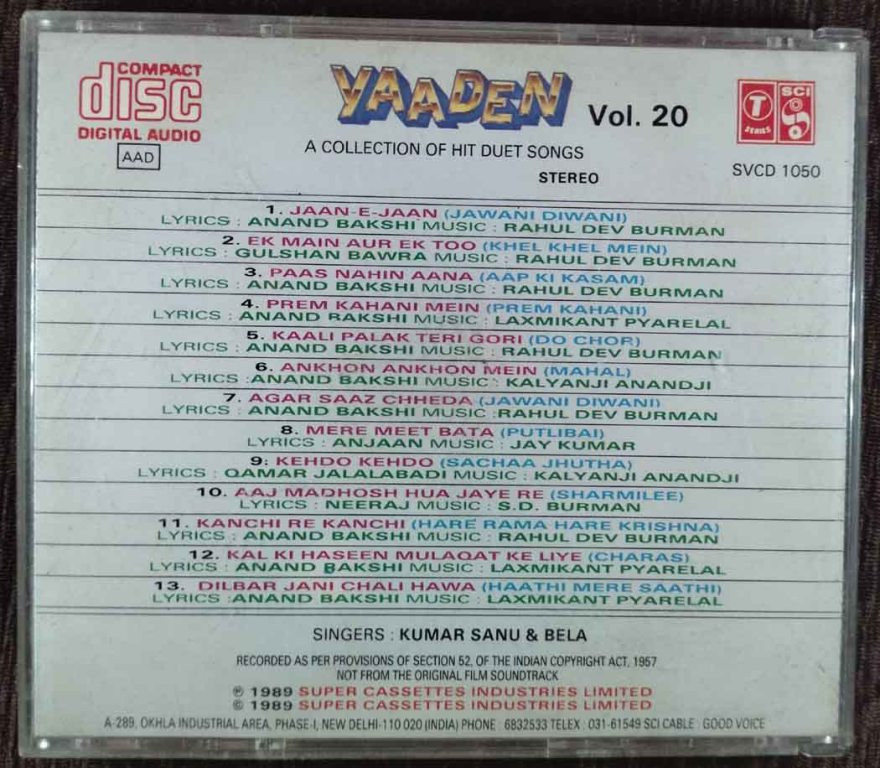 COMPACT
disc
DIGITAL AUDIO
AAD
YAADEN Vol. 20
A COLLECTION OF HIT DUET SONGS
STEREO
T
SERIES
SCI
SVCD 1050
1. JAAN-E-JAAN (JAWANI DIWANI)
LYRICS : ANAND BAKSHI MUSIC : RAHUL DEV BURMAN
2. EK MAIN AUR EK TOO (KHEL KHEL MEIN)
LYRICS : GULSHAN BAWRA MUSIC : RAHUL DEV BURMAN
3. PAAS NAHIN AANA (AAP KI KASAM)
LYRICS : ANAND BAKSHI MUSIC : RAHUL DEV BURMAN
4. PREM KAHANI MEIN (PREM KAHANI)
LYRICS : ANAND BAKSHI MUSIC : LAXMIKANT PYARELAL
5. KAALI PALAK TERI GORI (DO CHOR)
LYRICS : ANAND BAKSHI MUSIC : RAHUL DEV BURMAN
6. ANKHON ANKHON MEIN (MAHAL)
LYRICS :ANAND BAKSHI MUSIC : KALYANJI ANANDJI
7. AGAR SAAZ CHHEDA (JAWANI DIWANI)
LYRICS : ANAND BAKSHI MUSIC :RAHUL DEV BURMAN
8. MERE MEET BATA (PUTLIBAI)
LYRICS : ANJAAN MUSIC : JAY KUMAR
9: KEHDO KEHDO (SACHAA JHUTHA)
LYRICS : QAMAR JALALABADI MUSIC : KALYANJI ANANDJI
10. AAJ MADHOSH HUA JAYE RE (SHARMILEE)
LYRICS : NEERAJ MUSIC : S.D. BURMAN
11. KANCHI RE KANCHI (HARE RAMA HARE KRISHNA)
LYRICS : ANAND BAKSHI MUSIC : RAHUL DEV BURMAN
12. KAL KI HASEEN MULAQAT KE LIYE (CHARAS)
LYRICS : ANAND BAKSHI MUSIC : LAXMIKANT PYARELAL
13. DILBAR JANI CHALI HAWA (HAATHI MERE SAATHI)
LYRICS :ANAND BAKSHI MUSIC : LAXMIKANT PYARELAL
SINGERS : KUMAR SANU & BELA
RECORDED AS PER PROVISIONS OF SECTION 52, OF THE INDIAN COPYRIGHT ACT, 1957
NOT FROM THE ORIGINAL FILM SOUNDTRACK
℗ 1989 SUPER CASSETTES INDUSTRIES LIMITED
© 1989 SUPER CASSETTES INDUSTRIES LIMITED
A-289, OKHLA INDUSTRIAL AREA, PHASE-I, NEW DELHI-110 020 (INDIA) PHONE : 6832533 TELEX : 031-61549 SCI CABLE : GOOD VOICE